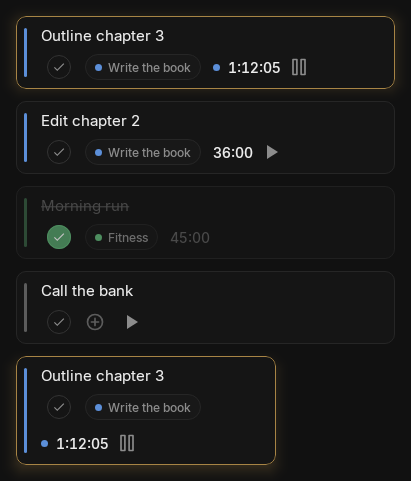 Outline chapter 3
Write the book 1:12:05
Edit chapter 2
Write the book 36:00
Morning run
Fitness 45:00
Call the bank
Outline chapter 3
Write the book
1:12:05